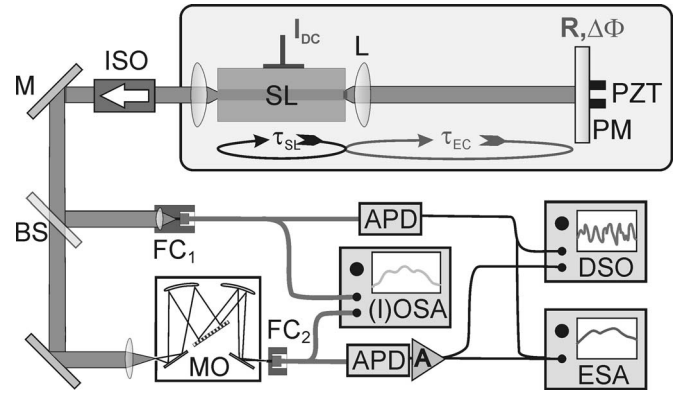 R,ΔΦ
I_DC
L
ISO
M
SL
PZT
PM
τ_SL
τ_EC
BS
FC₁
APD
DSO
(I)OSA
FC₂
MO
APD
A
ESA